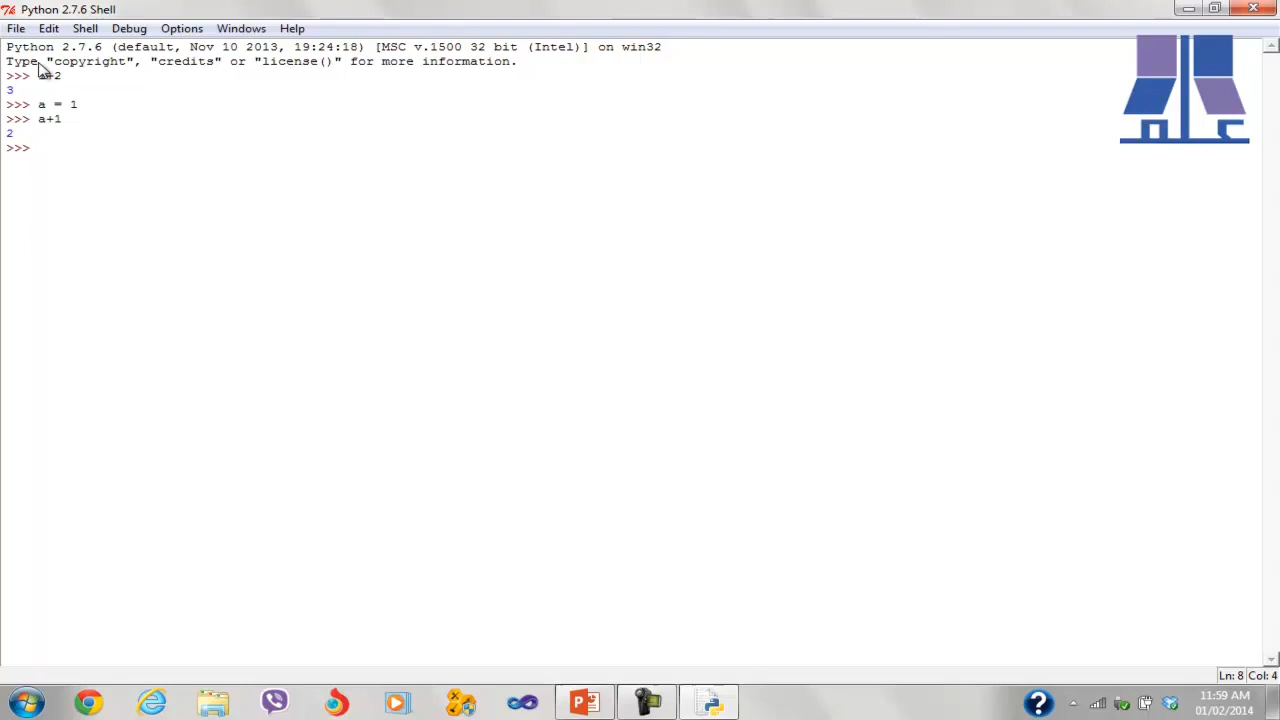 Python 2.7.6 Shell
File Edit Shell Debug Options Windows Help
Python 2.7.6 (default, Nov 10 2013, 19:24:18) [MSC v.1500 32 bit (Intel)] on win32
Type "copyright", "credits" or "license()" for more information.
>>> +2
3
>>> a = 1
>>> a+1
2
>>>
Ln: 8 Col: 4
11:59 AM
01/02/2014